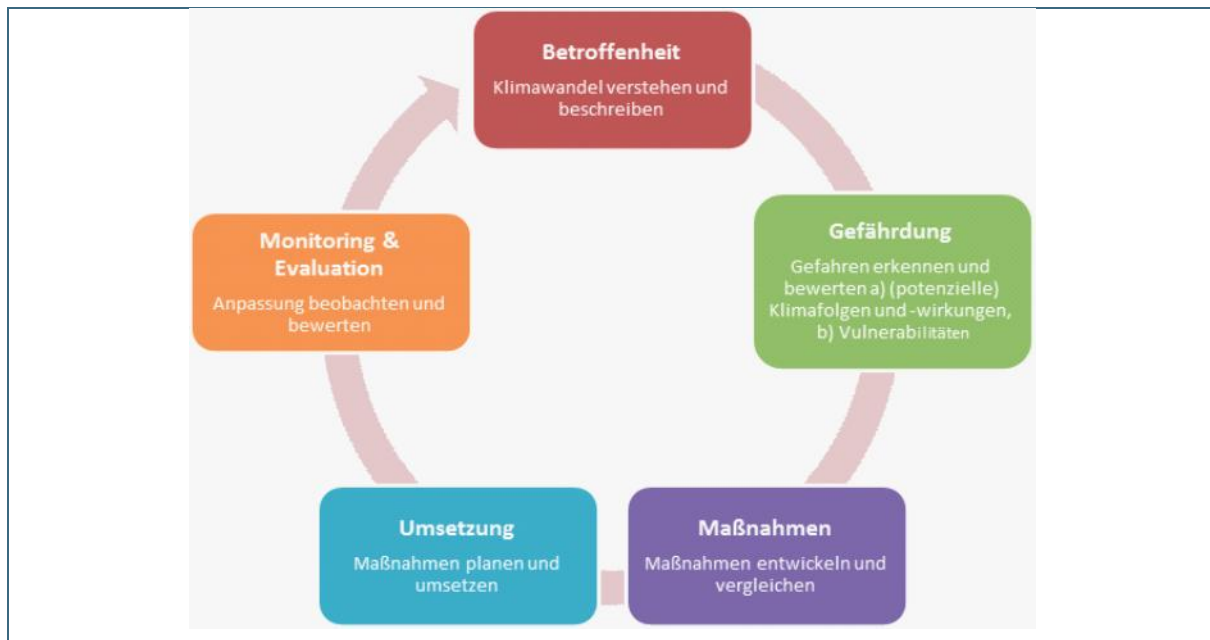 Betroffenheit
Klimawandel verstehen und
beschreiben
Gefährdung
Gefahren erkennen und
bewerten a) (potenzielle)
Klimafolgen und -wirkungen,
b) Vulnerabilitäten
Maßnahmen
Maßnahmen entwickeln und
vergleichen
Umsetzung
Maßnahmen planen und
umsetzen
Monitoring &
Evaluation
Anpassung beobachten und
bewerten